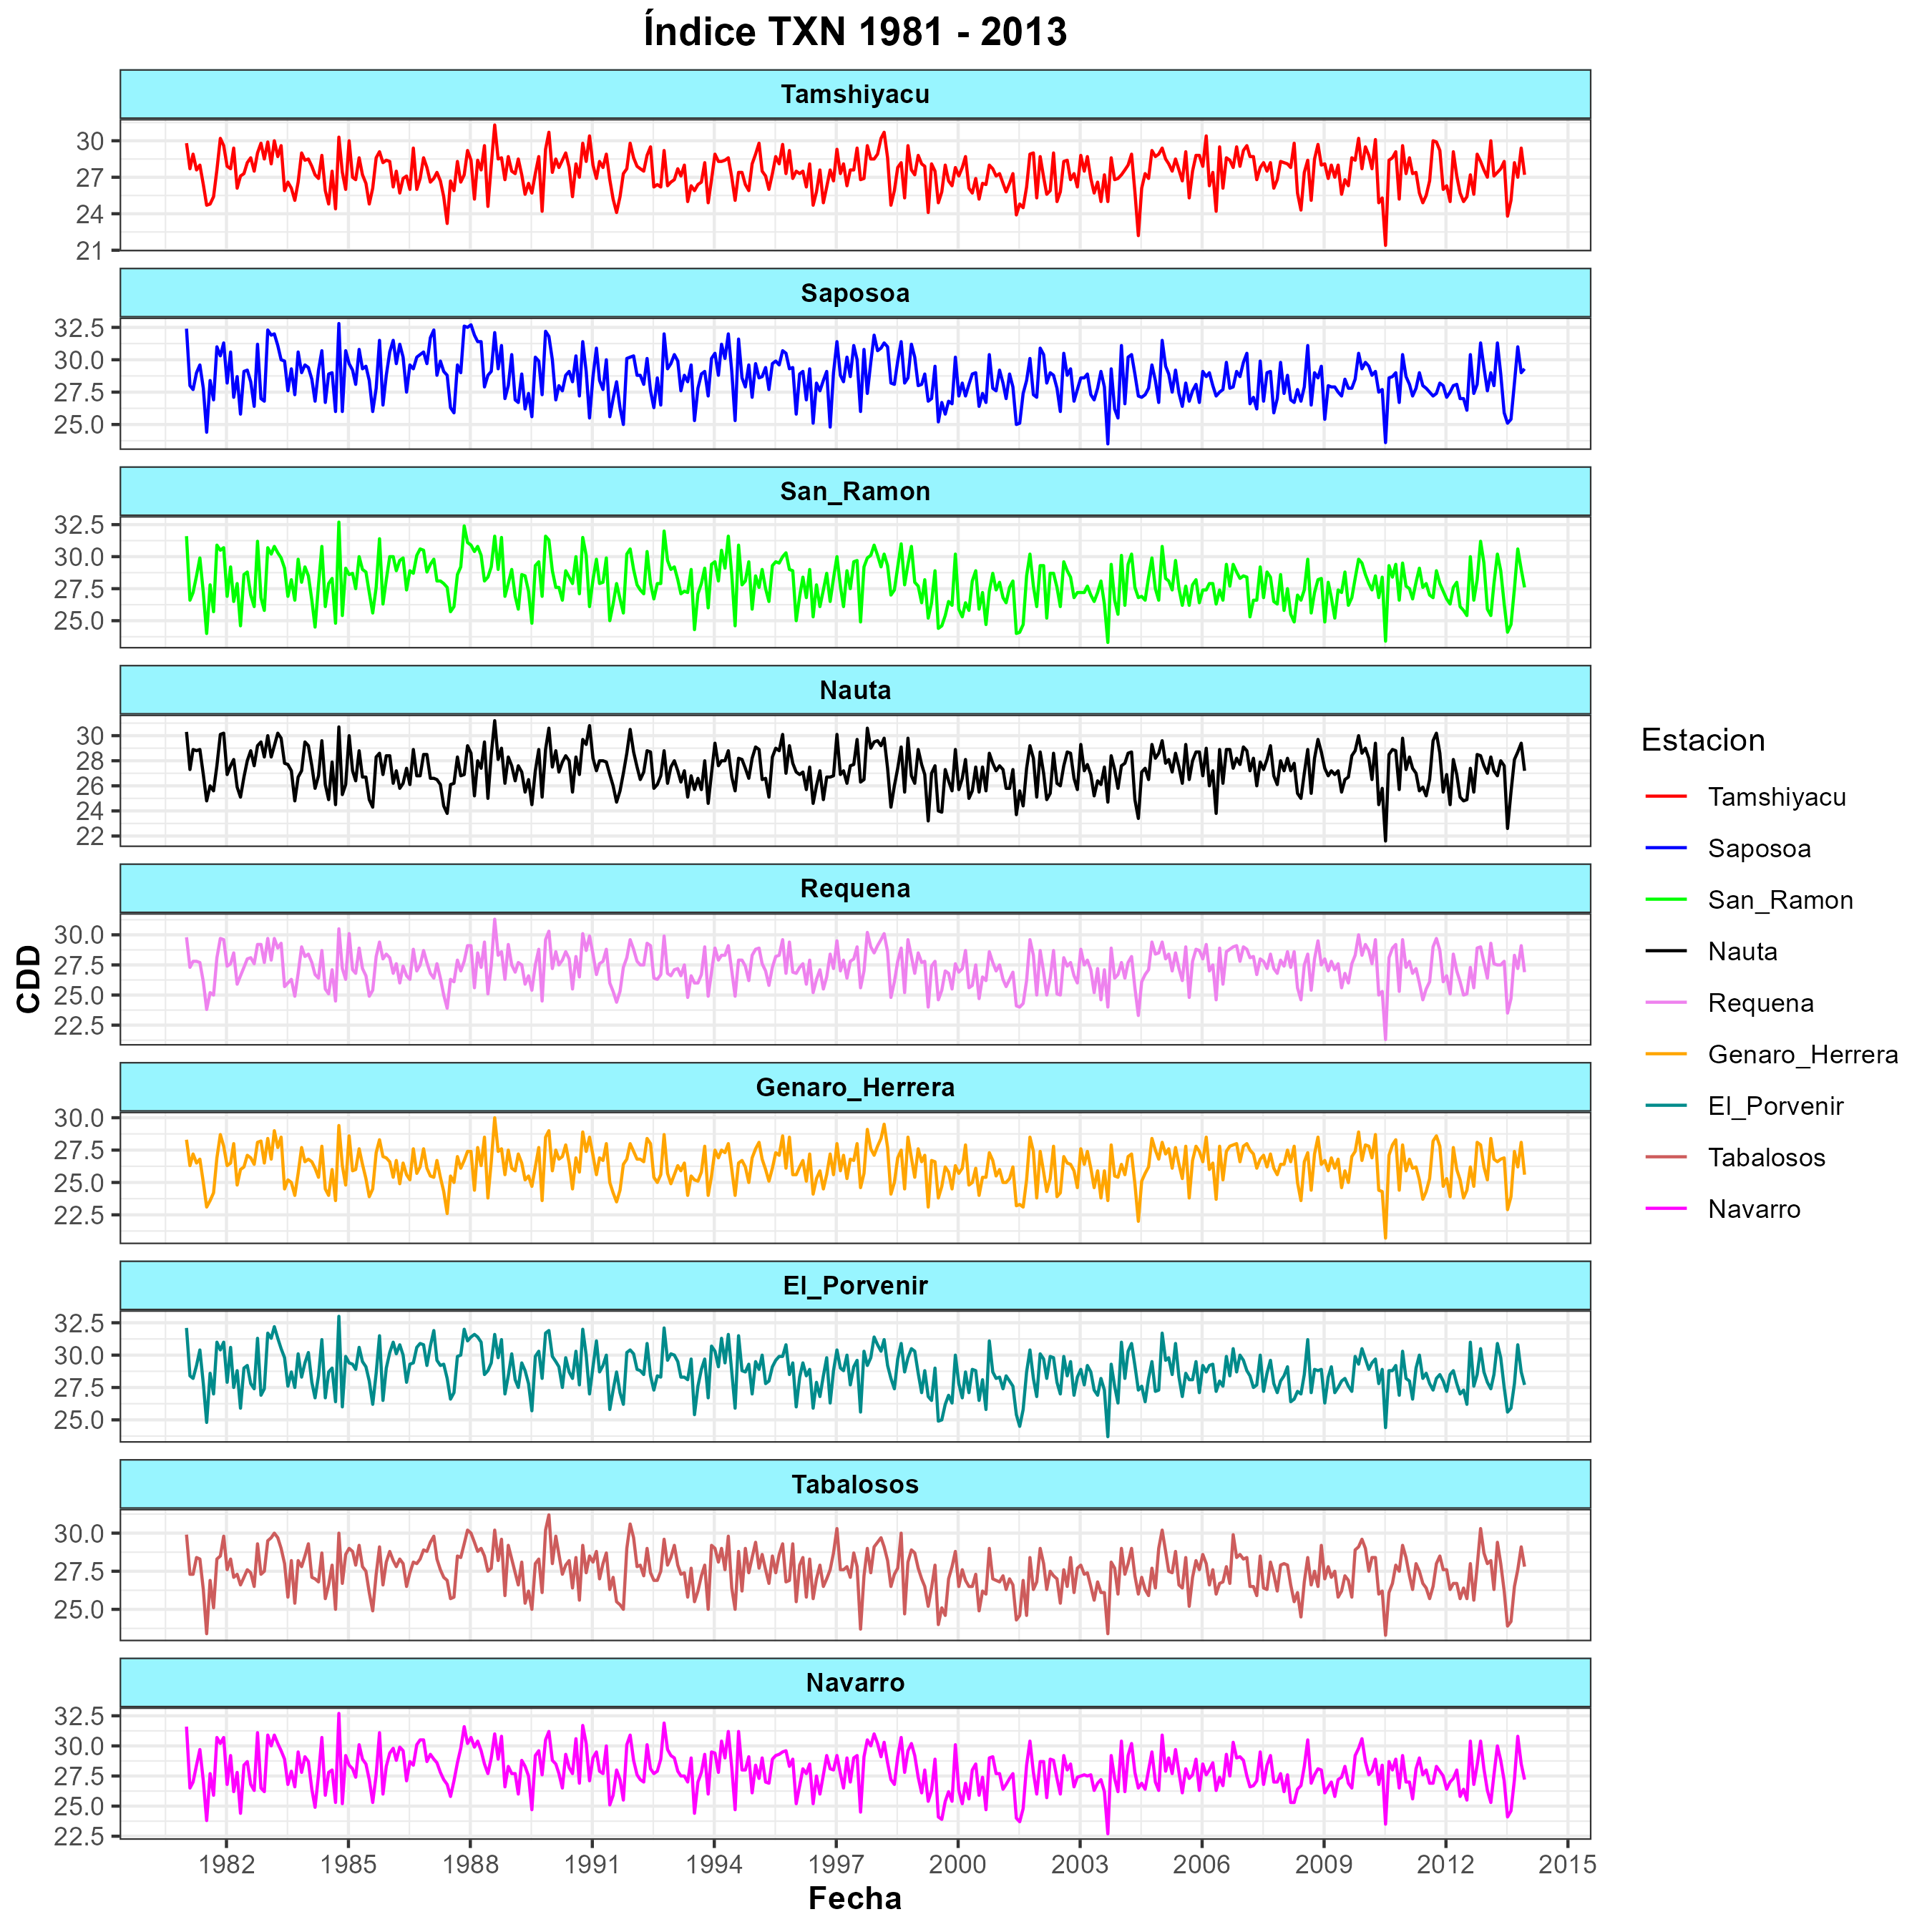 Índice TXN 1981 - 2013
Tamshiyacu
30
27
24
21
Saposoa
32.5
30.0
27.5
25.0
San_Ramon
32.5
30.0
27.5
25.0
Nauta
30
28
26
24
22
Requena
30.0
27.5
25.0
22.5
Genaro_Herrera
30.0
27.5
25.0
22.5
El_Porvenir
32.5
30.0
27.5
25.0
Tabalosos
30.0
27.5
25.0
Navarro
32.5
30.0
27.5
25.0
22.5
1982 1985 1988 1991 1994 1997 2000 2003 2006 2009 2012 2015
Fecha
CDD
Estacion
Tamshiyacu
Saposoa
San_Ramon
Nauta
Requena
Genaro_Herrera
El_Porvenir
Tabalosos
Navarro